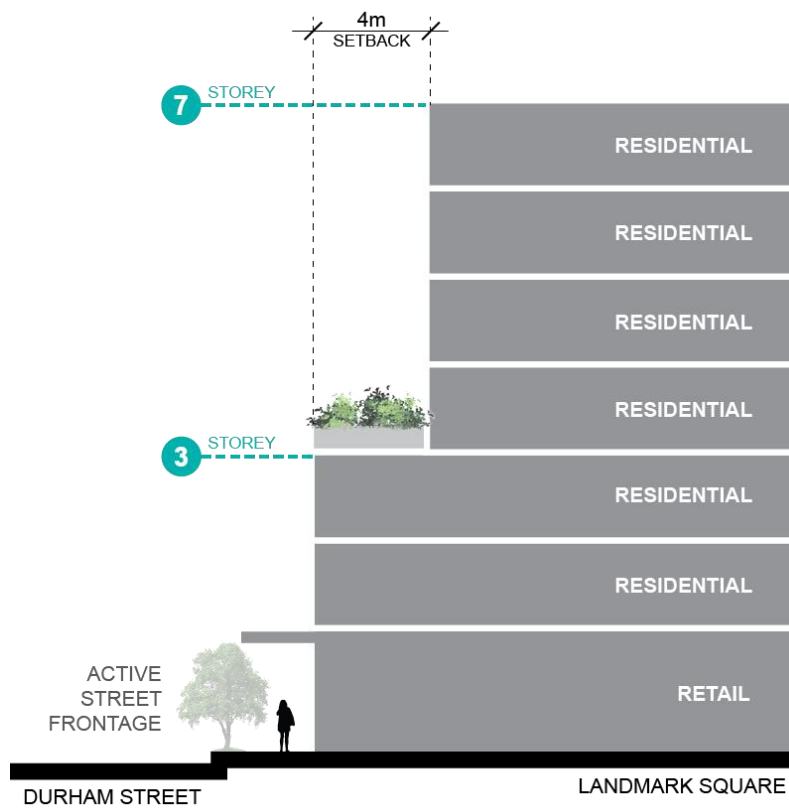 4m
SETBACK
7
STOREY
RESIDENTIAL
RESIDENTIAL
RESIDENTIAL
RESIDENTIAL
3
STOREY
RESIDENTIAL
RESIDENTIAL
ACTIVE
STREET
FRONTAGE
RETAIL
DURHAM STREET
LANDMARK SQUARE